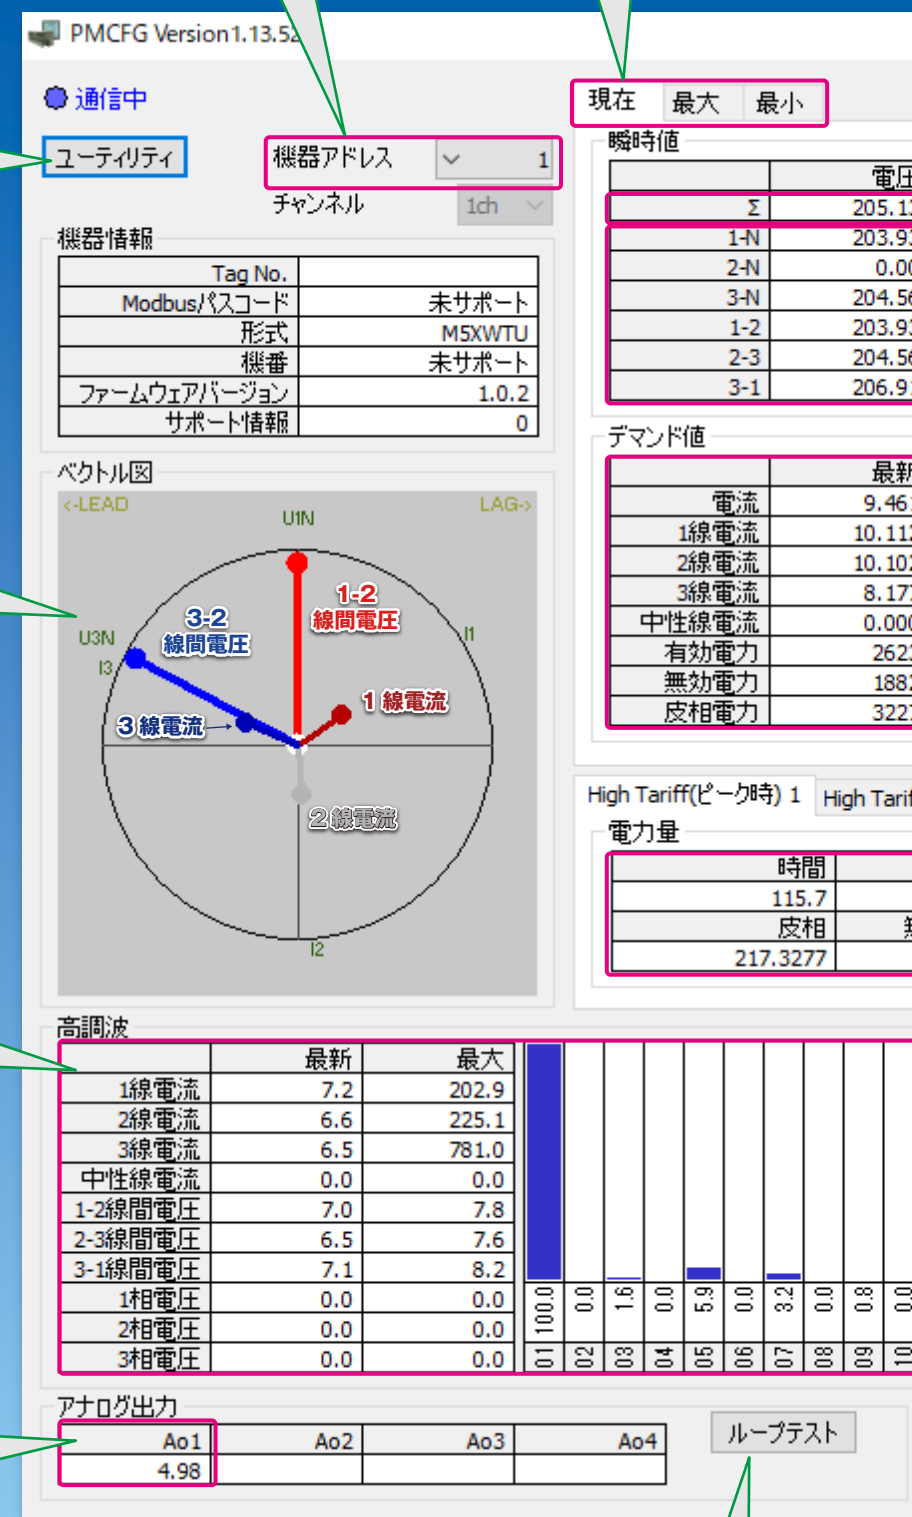 PMCFG Version1.13.52
通信中
ユーティリティ
機器アドレス 1
チャンネル 1ch
機器情報
Tag No.
Modbusパスコード 未サポート
形式 M5XWTU
機番 未サポート
ファームウェアバージョン 1.0.2
サポート情報 0
ベクトル図
<-LEAD LAG->
U1N
1-2
線間電圧
3-2
線間電圧
U3N
I1
I3
1線電流
3線電流
2線電流
I2
現在 最大 最小
瞬時値
電圧
Σ 205.13
1-N 203.93
2-N 0.00
3-N 204.56
1-2 203.93
2-3 204.56
3-1 206.91
デマンド値
最新
電流 9.461
1線電流 10.112
2線電流 10.102
3線電流 8.171
中性線電流 0.000
有効電力 2623
無効電力 1882
皮相電力 3227
High Tariff(ピーク時) 1 High Tarif
電力量
時間
115.7
皮相
217.3277
高調波
最新 最大
1線電流 7.2 202.9
2線電流 6.6 225.1
3線電流 6.5 781.0
中性線電流 0.0 0.0
1-2線間電圧 7.0 7.8
2-3線間電圧 6.5 7.6
3-1線間電圧 7.1 8.2
1相電圧 0.0 0.0
2相電圧 0.0 0.0
3相電圧 0.0 0.0
100.0 0.0 1.6 0.0 5.9 0.0 3.2 0.0 0.8 0.0
01 02 03 04 05 06 07 08 09 10
アナログ出力
Ao1 Ao2 Ao3 Ao4
4.98
ループテスト